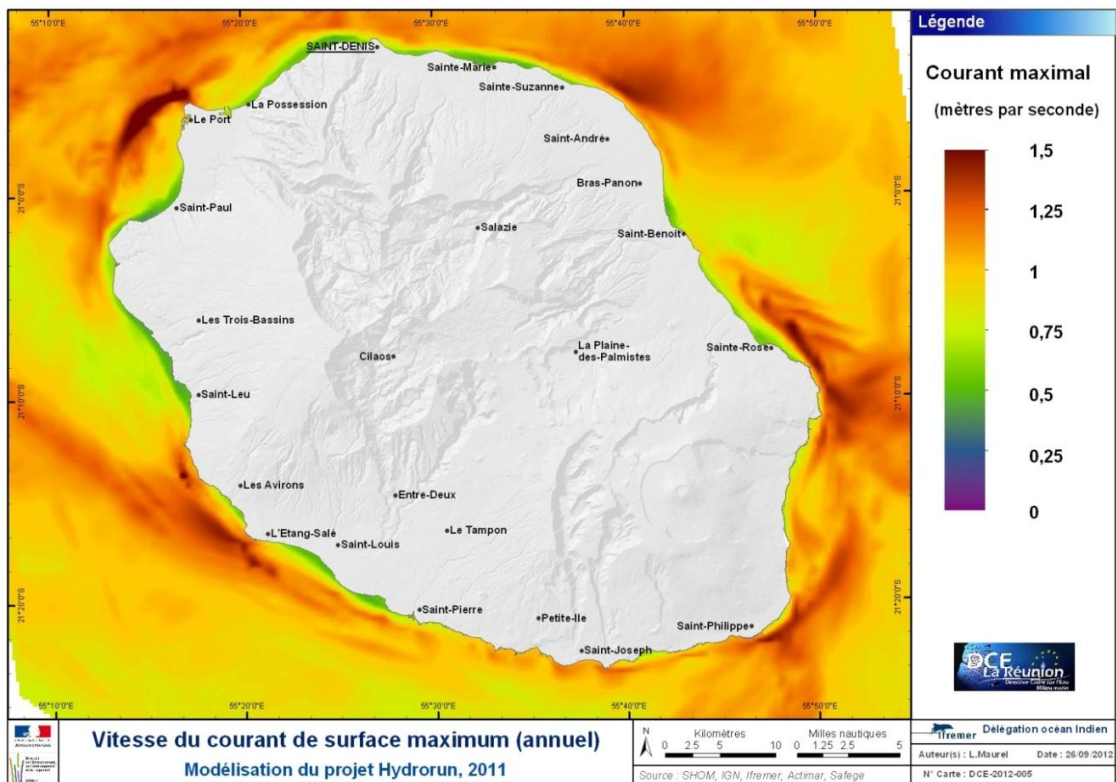 55°10'0"E
55°20'0"E
55°30'0"E
55°40'0"E
55°50'0"E
Légende
Courant maximal
(mètres par seconde)
1,5
1,25
1
0,75
0,5
0,25
0
SAINT-DENIS
Sainte-Marie
Sainte-Suzanne
La Possession
Le Port
Saint-André
Bras-Panon
21°0'0"S
21°0'0"S
Saint-Paul
Salazie
Saint-Benoit
Les Trois-Bassins
Cilaos
La Plaine-
des-Palmistes
Sainte-Rose
Saint-Leu
21°10'0"S
21°10'0"S
Les Avirons
Entre-Deux
L'Etang-Salé
Saint-Louis
Le Tampon
21°20'0"S
21°20'0"S
Saint-Pierre
Petite-Ile
Saint-Philippe
Saint-Joseph
DCE
La Réunion
Directive Cadre sur l'Eau
Milieu marin
55°10'0"E
55°20'0"E
55°30'0"E
55°40'0"E
55°50'0"E
Vitesse du courant de surface maximum (annuel)
Modélisation du projet Hydrorun, 2011
N
Kilomètres
0 2.5 5 10
Milles nautiques
0 1.25 2.5 5
Source : SHOM, IGN, Ifremer, Actimar, Safege
Ifremer
Délégation océan Indien
Auteur(s) : L.Maurel
Date : 26-09-2012
N° Carte : DCE-2012-005